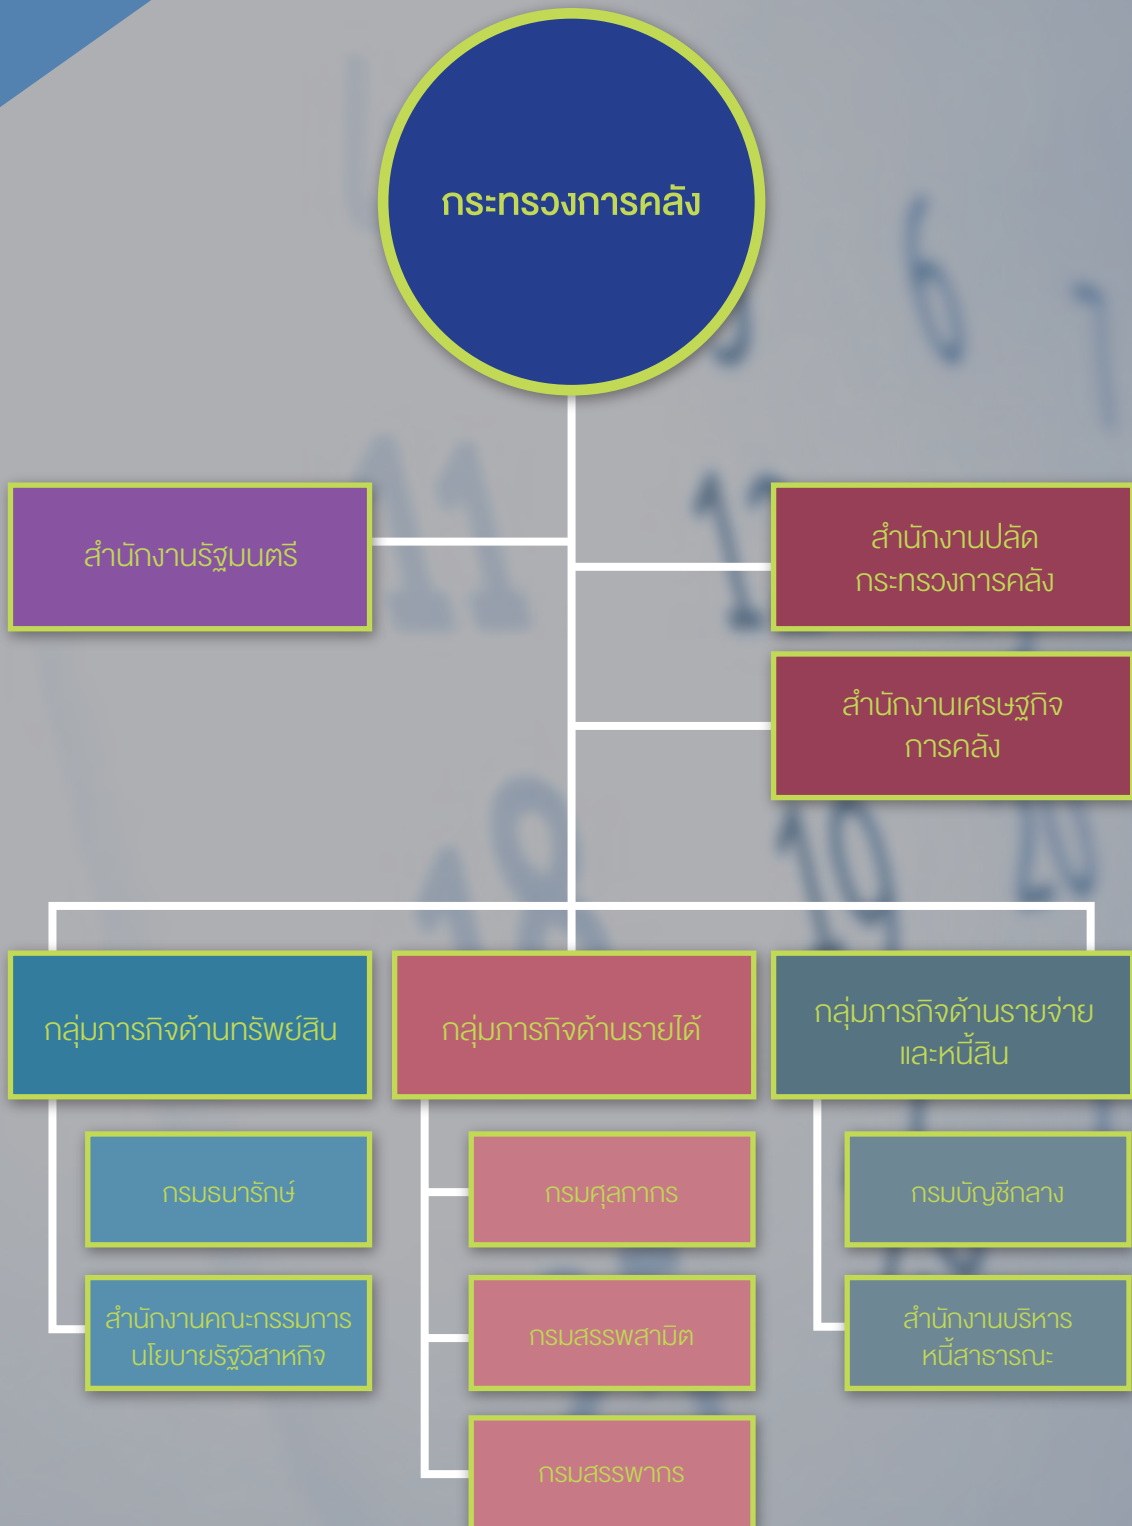 กระทรวงการคลัง
สำนักงานรัฐมนตรี
สำนักงานปลัด
กระทรวงการคลัง
สำนักงานเศรษฐกิจ
การคลัง
กลุ่มภารกิจด้านทรัพย์สิน
กรมธนารักษ์
สำนักงานคณะกรรมการ
นโยบายรัฐวิสาหกิจ
กลุ่มภารกิจด้านรายได้
กรมศุลกากร
กรมสรรพสามิต
กรมสรรพากร
กลุ่มภารกิจด้านรายจ่าย
และหนี้สิน
กรมบัญชีกลาง
สำนักงานบริหาร
หนี้สาธารณะ
6
7
11
18
19
20